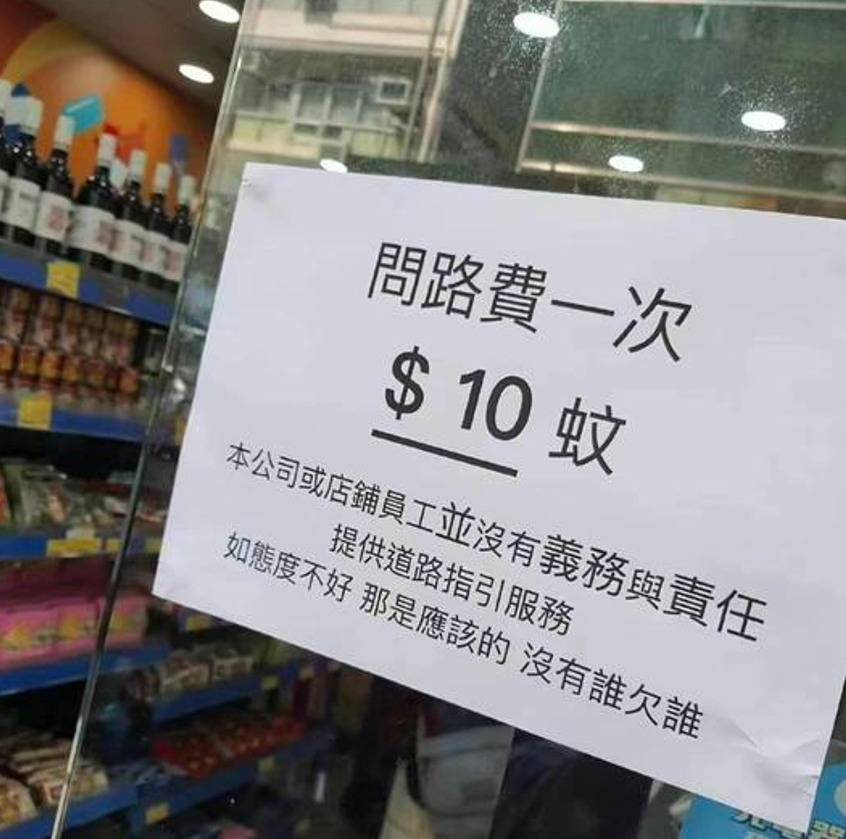 問路費一次
$ 10 蚊
本公司或店鋪員工並沒有義務與責任
提供道路指引服務
如態度不好 那是應該的 沒有誰欠誰